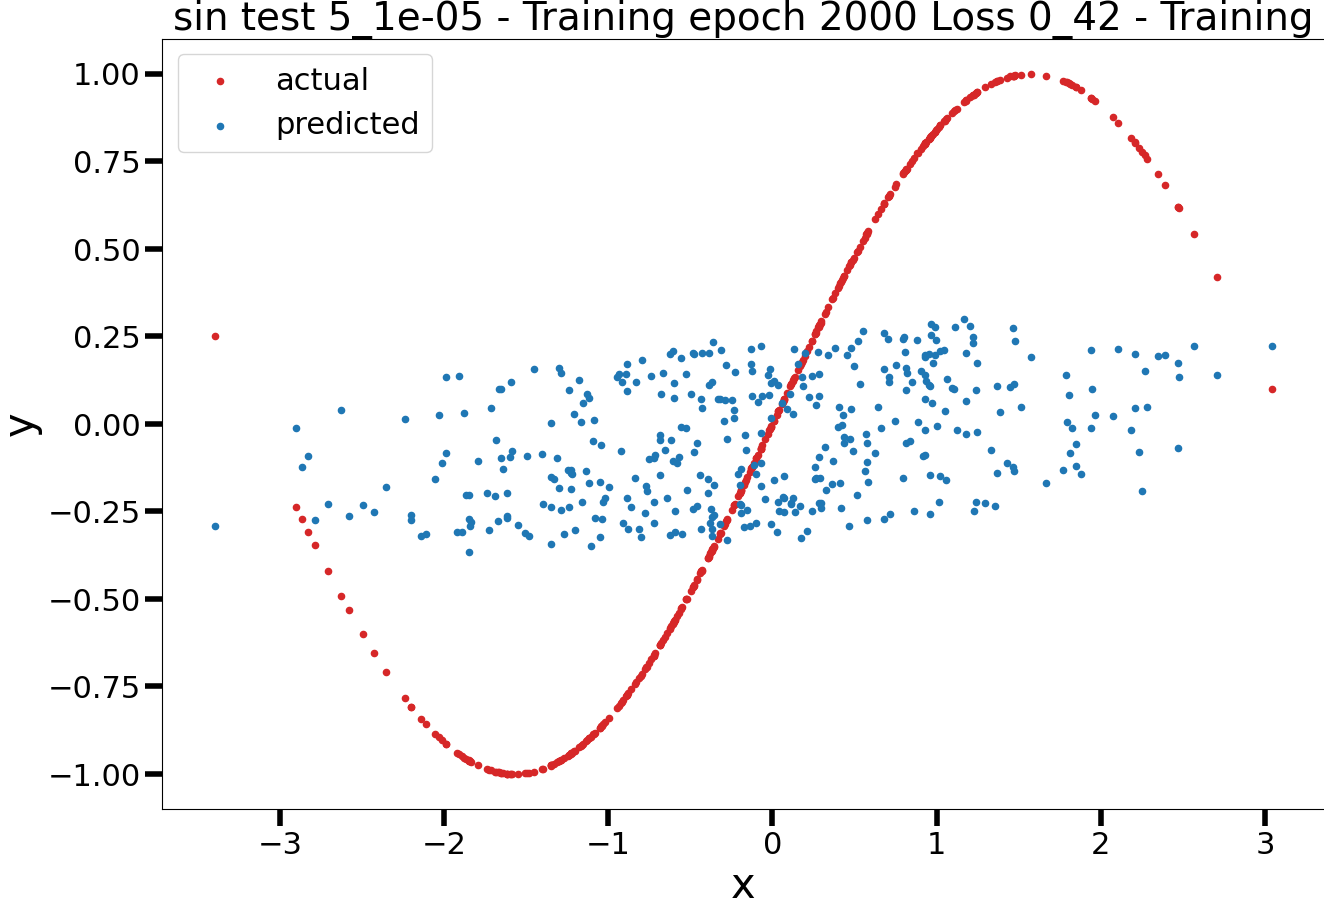 sin test 5_1e-05 - Training epoch 2000 Loss 0_42 - Training
actual
predicted
1.00
0.75
0.50
0.25
0.00
−0.25
−0.50
−0.75
−1.00
y
−3 −2 −1 0 1 2 3
x